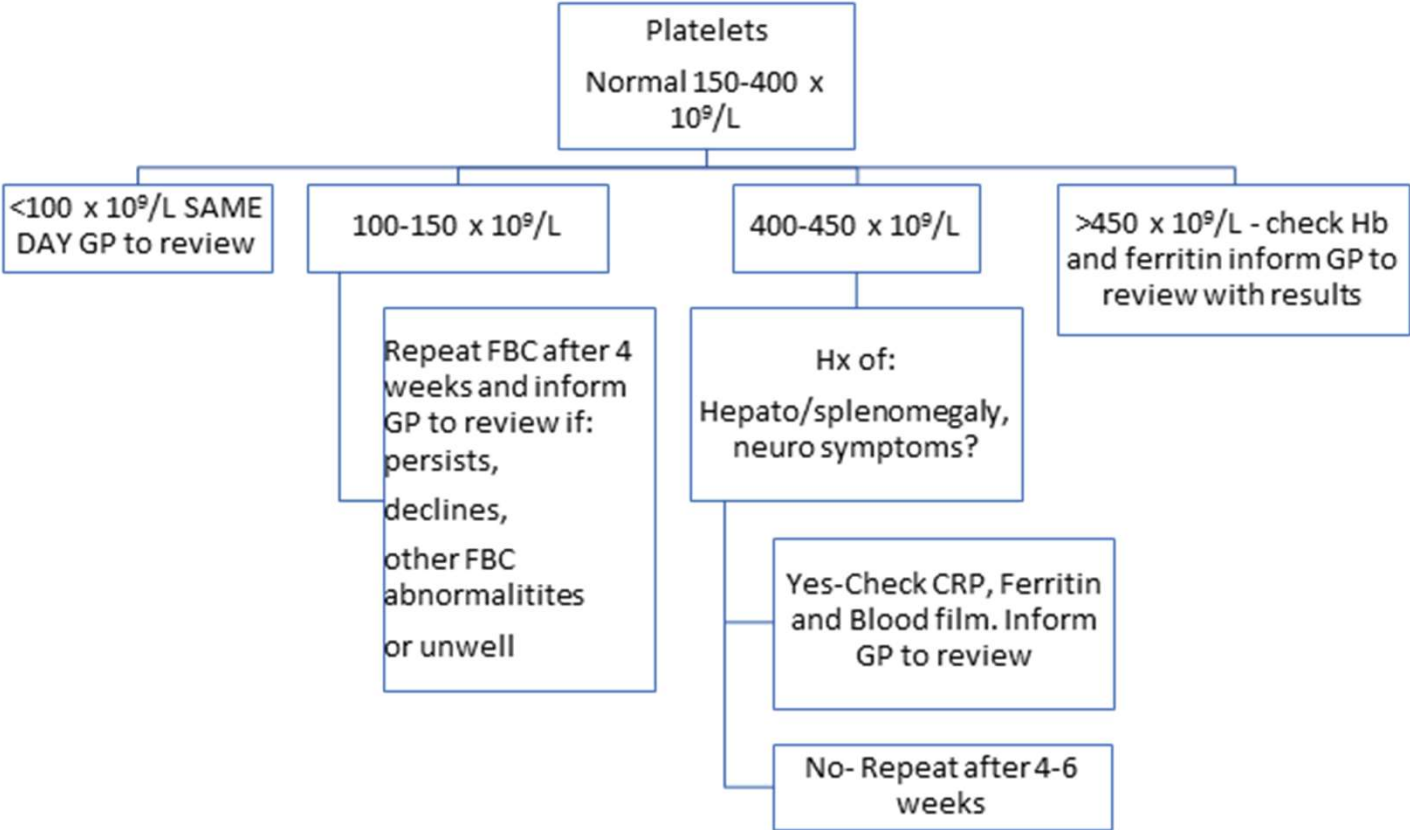 Platelets
Normal 150-400 x
10⁹/L
<100 x 10⁹/L SAME
DAY GP to review
100-150 x 10⁹/L
400-450 x 10⁹/L
>450 x 10⁹/L - check Hb
and ferritin inform GP to
review with results
Repeat FBC after 4
weeks and inform
GP to review if:
persists,
declines,
other FBC
abnormalitites
or unwell
Hx of:
Hepato/splenomegaly,
neuro symptoms?
Yes-Check CRP, Ferritin
and Blood film. Inform
GP to review
No- Repeat after 4-6
weeks